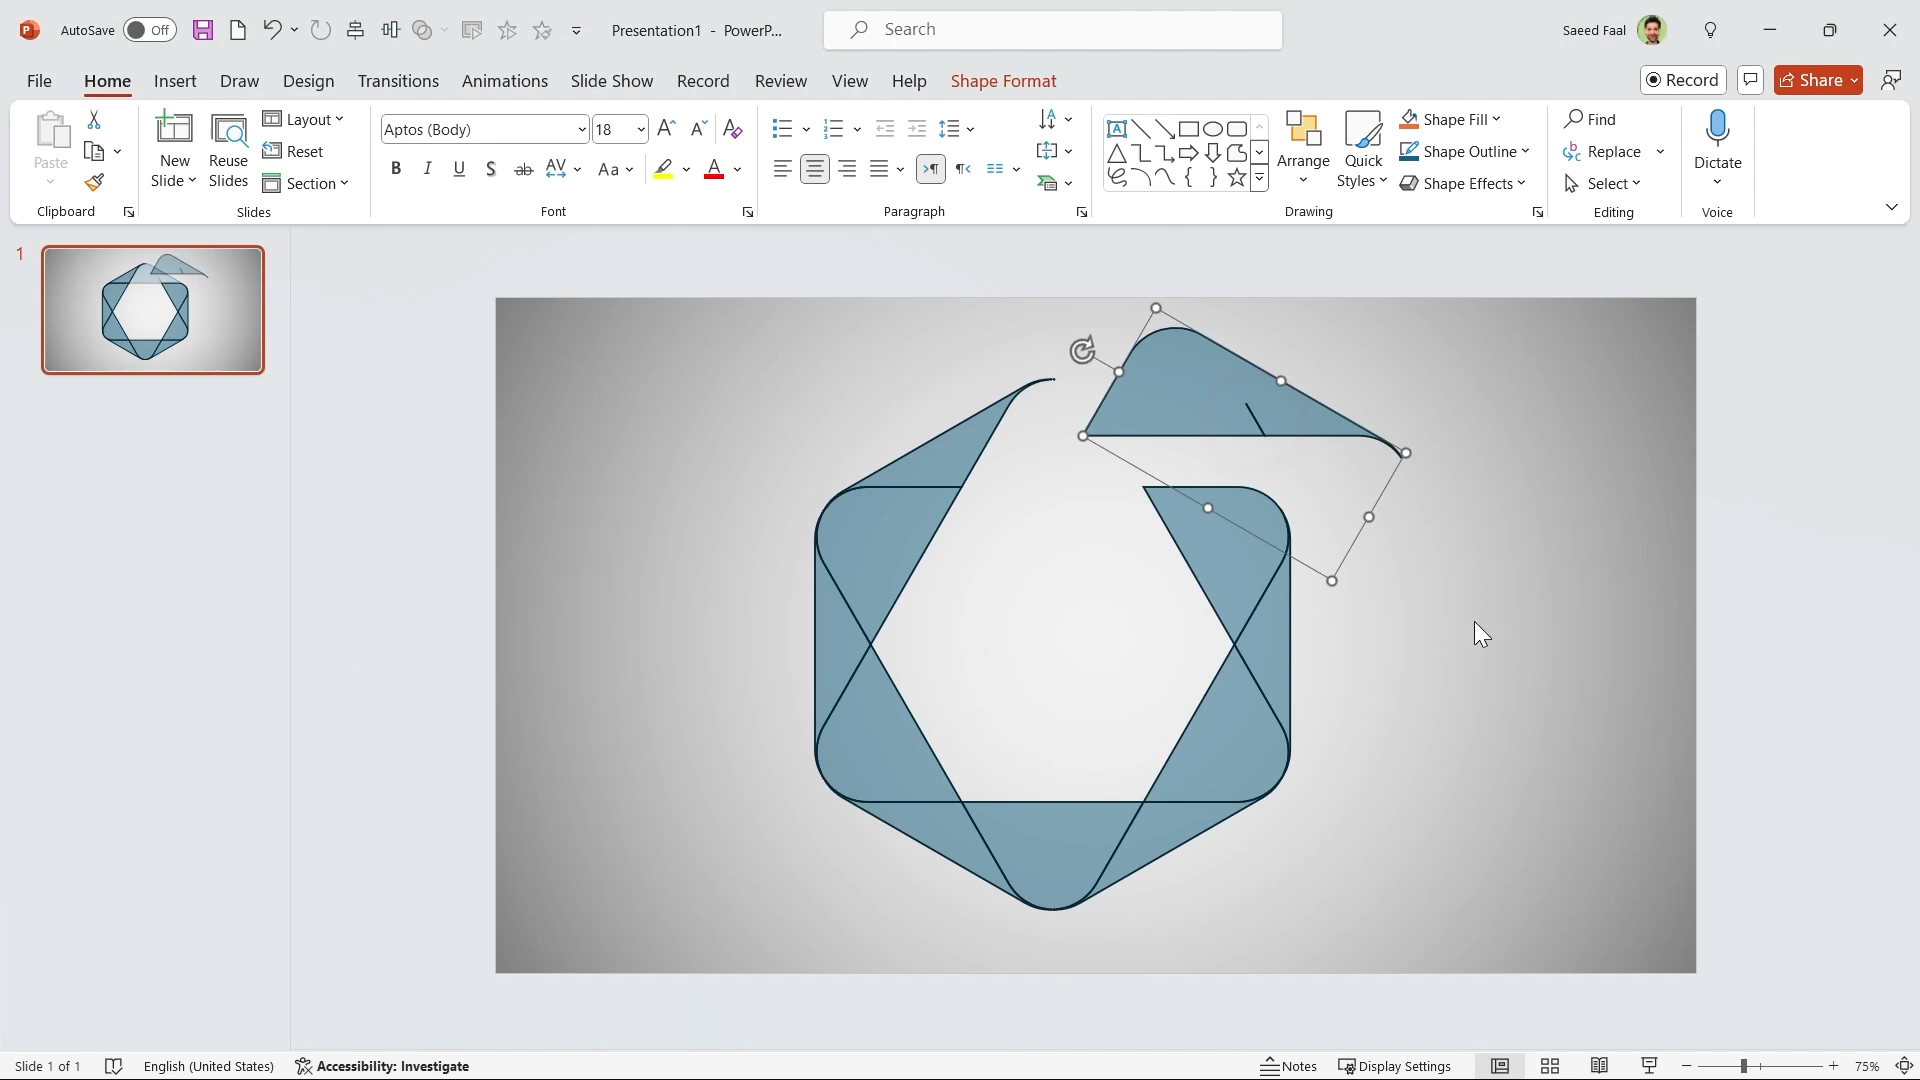 AutoSave Off Presentation1 - PowerP... Search Saeed Faal
File Home Insert Draw Design Transitions Animations Slide Show Record Review View Help Shape Format Record Share
Paste
New
Slide
Reuse
Slides
Layout
Reset
Section
Aptos (Body) 18
Arrange
Quick
Styles
Shape Fill
Shape Outline
Shape Effects
Find
Replace
Select
Dictate
Clipboard Slides Font Paragraph Drawing Editing Voice
1
Slide 1 of 1 English (United States) Accessibility: Investigate Notes Display Settings 75%